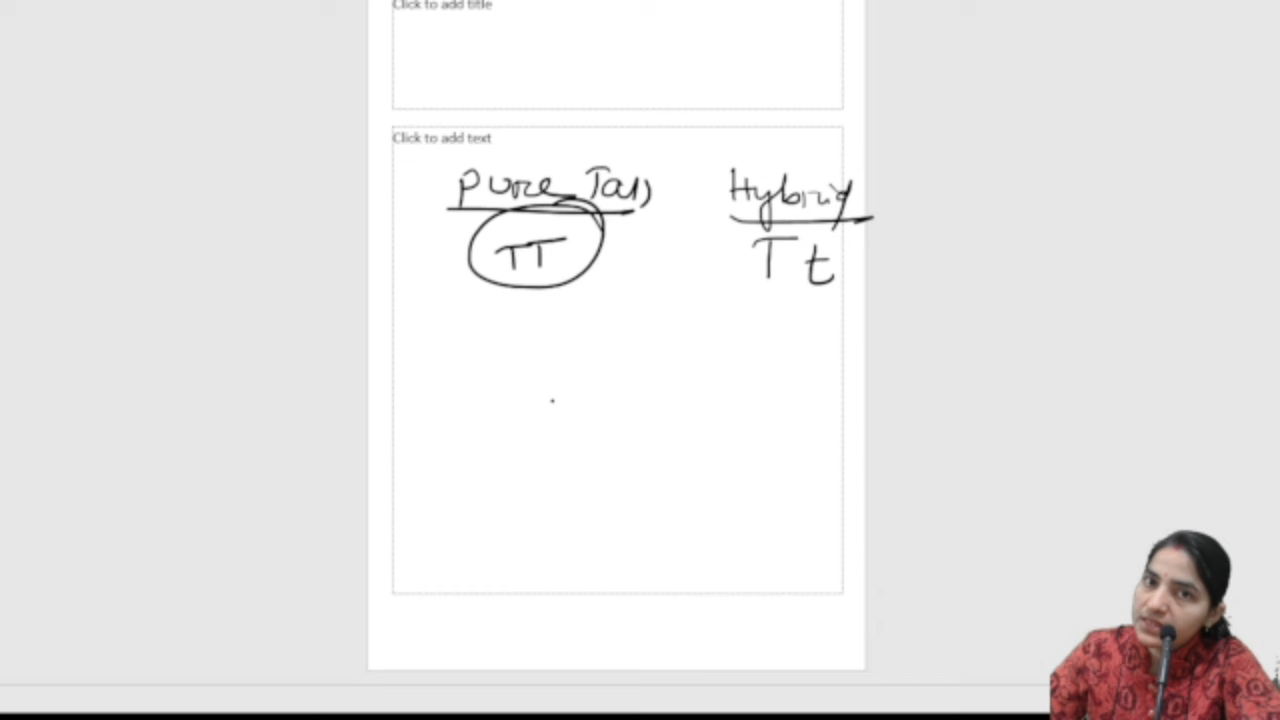 Click to add title
Click to add text
Pure Tall Hybrid
TT Tt